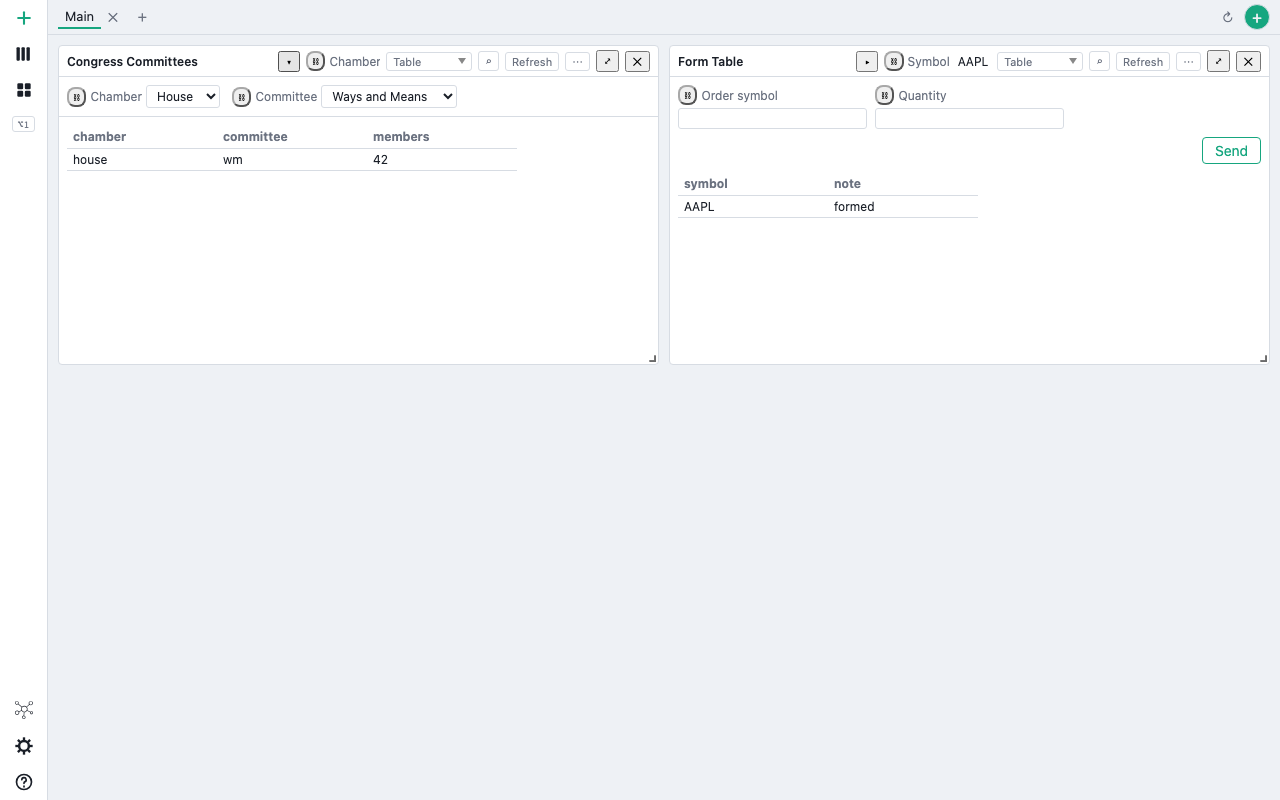 Main
⌥1
Congress Committees
Chamber
Table
Refresh
...
Chamber
House
Committee
Ways and Means
chamber committee members
house wm 42
Form Table
Symbol AAPL
Table
Refresh
...
Order symbol
Quantity
Send
symbol note
AAPL formed